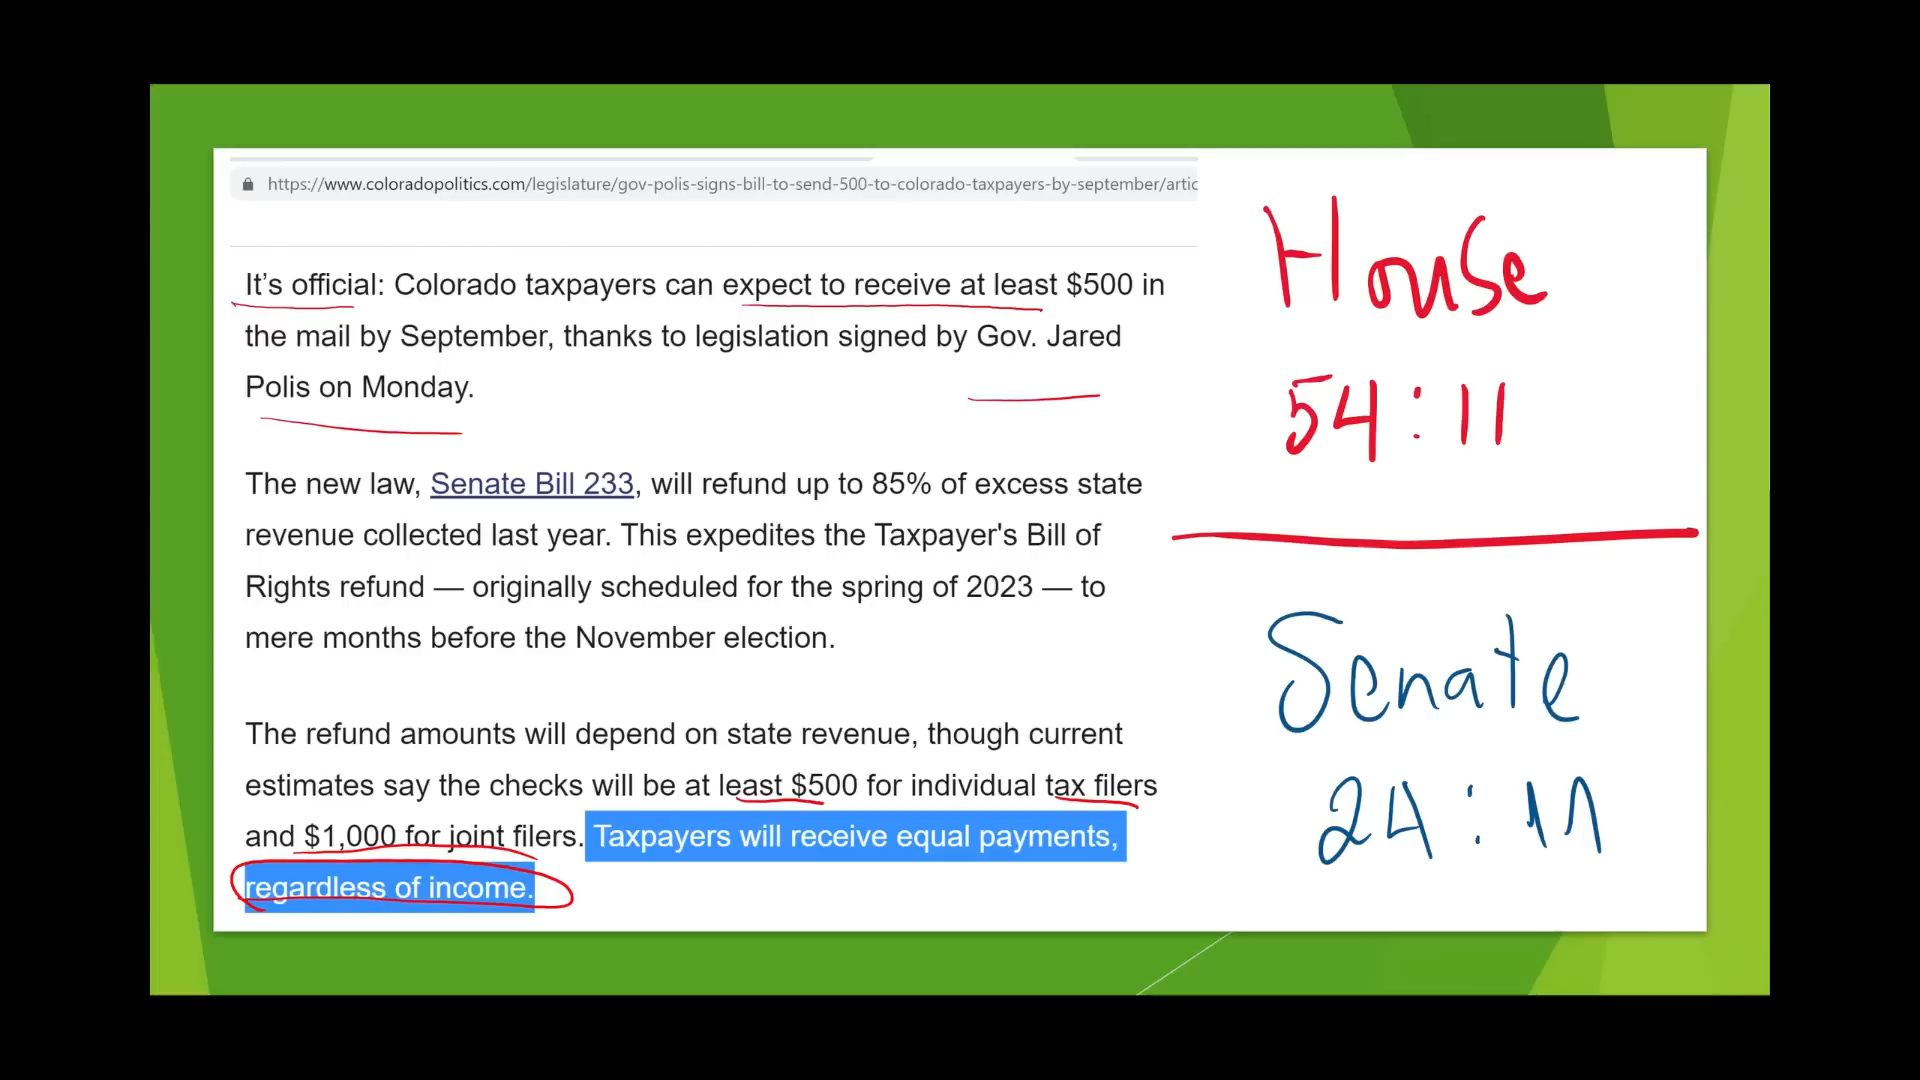 https://www.coloradopolitics.com/legislature/gov-polis-signs-bill-to-send-500-to-colorado-taxpayers-by-september/artic
It’s official: Colorado taxpayers can expect to receive at least $500 in
the mail by September, thanks to legislation signed by Gov. Jared
Polis on Monday.
The new law, Senate Bill 233, will refund up to 85% of excess state
revenue collected last year. This expedites the Taxpayer's Bill of
Rights refund — originally scheduled for the spring of 2023 — to
mere months before the November election.
The refund amounts will depend on state revenue, though current
estimates say the checks will be at least $500 for individual tax filers
and $1,000 for joint filers. Taxpayers will receive equal payments,
regardless of income.
House
54:11
Senate
24:11